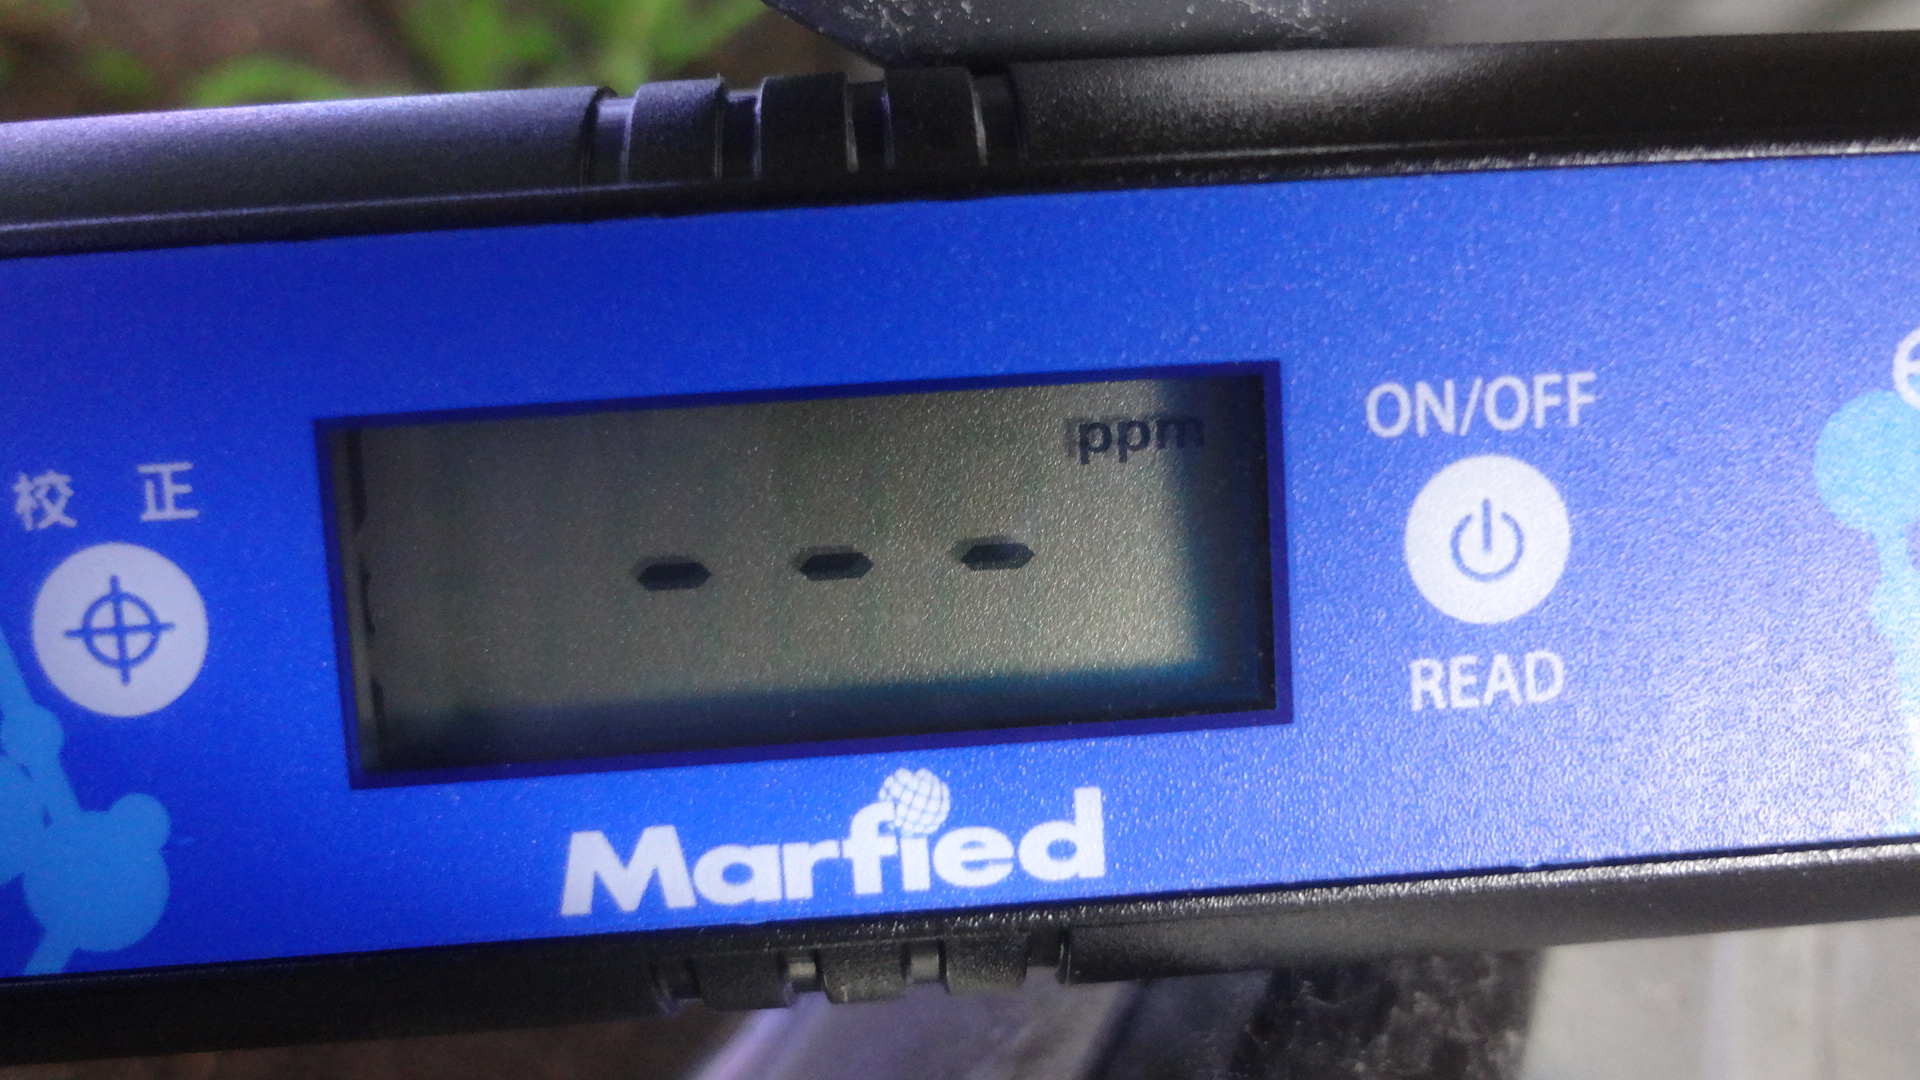 校 正
ppm
- - -
ON/OFF
READ
Marfied